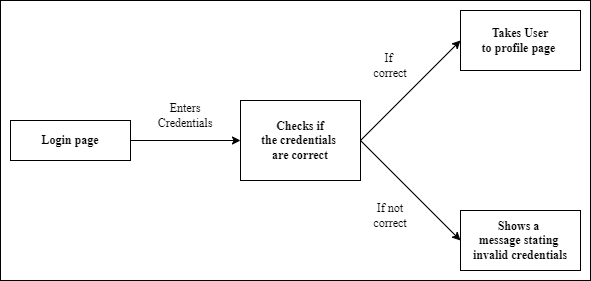 Login page
Enters
Credentials
Checks if
the credentials
are correct
If
correct
Takes User
to profile page
If not
correct
Shows a
message stating
invalid credentials